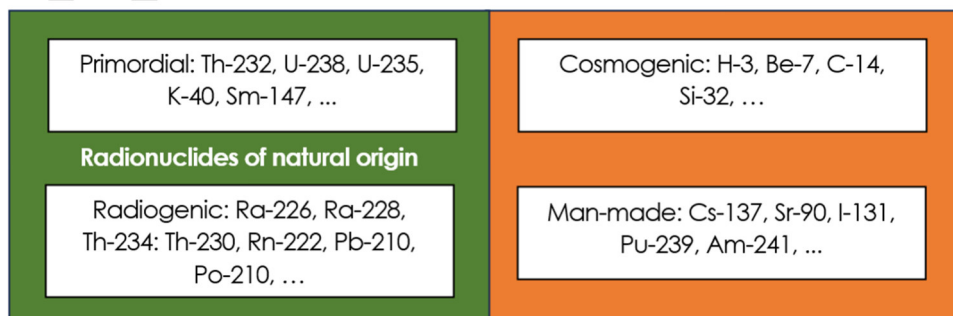 Primordial: Th-232, U-238, U-235,
K-40, Sm-147, ...
Radionuclides of natural origin
Radiogenic: Ra-226, Ra-228,
Th-234: Th-230, Rn-222, Pb-210,
Po-210, ...
Cosmogenic: H-3, Be-7, C-14,
Si-32, ...
Man-made: Cs-137, Sr-90, I-131,
Pu-239, Am-241, ...